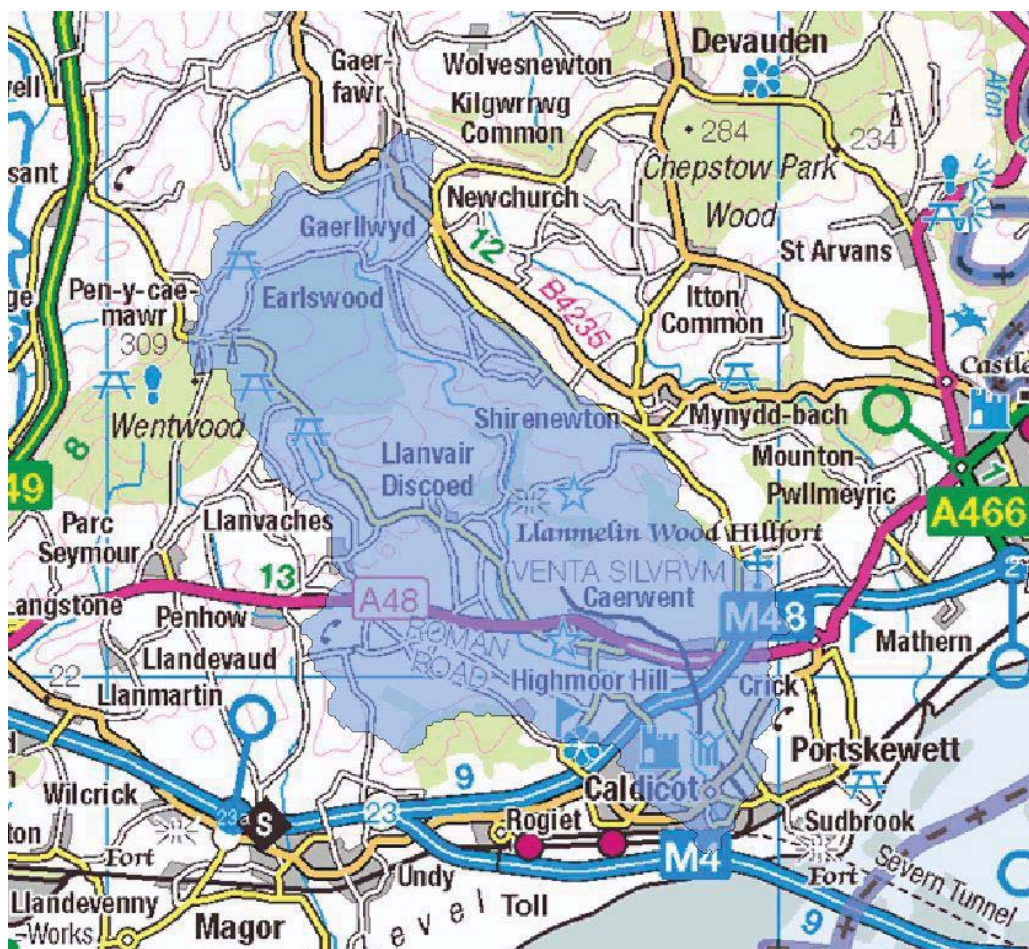 Gaer-
fawr
Wolvesnewton
Devauden
Kilgwrrwg
Common
284
234
Chepstow Park
Wood
Newchurch
St Arvans
Gaerllwyd
12
B4235
Earlswood
Pen-y-cae-
mawr
309
Itton
Common
Castle
Wentwood
8
Shirenewton
Mynydd-bach
Mounton
Pwllmeyric
1
A466
49
Llanvair
Discoed
Parc
Seymour
Llanvaches
Llanmelin Wood Hillfort
VENTA SILVRVM
Caerwent
13
A48
M48
2
Langstone
Penhow
ROMAN
ROAD
Mathern
Llandevaud
22
Llanmartin
Highmoor Hill
Crick
Portskewett
9
Caldicot
Wilcrick
23a
S
23
Rogiet
Sudbrook
Fort
M4
Fort
Severn Tunnel
Undy
Llandevenny
Works
Magor
Toll
9